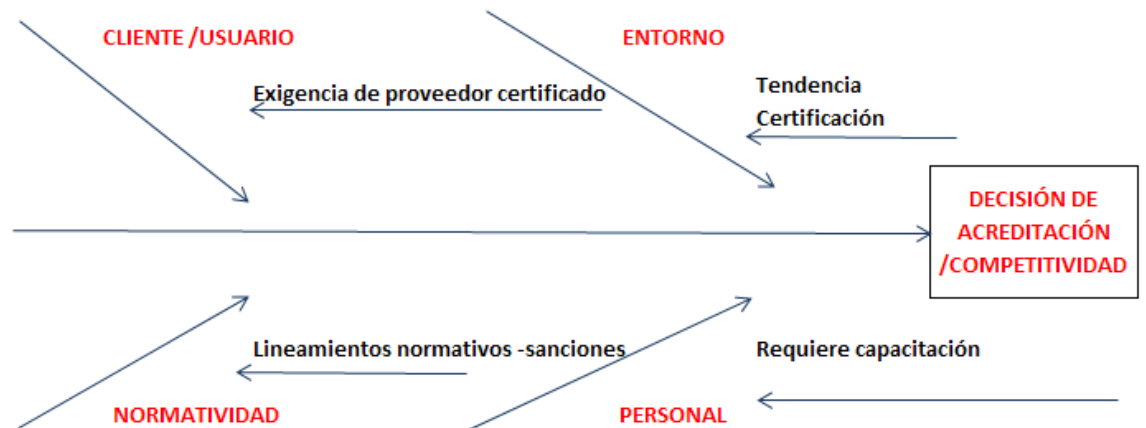 CLIENTE /USUARIO
ENTORNO
Exigencia de proveedor certificado
Tendencia
Certificación
DECISIÓN DE
ACREDITACIÓN
/COMPETITIVIDAD
Lineamientos normativos -sanciones
Requiere capacitación
NORMATIVIDAD
PERSONAL